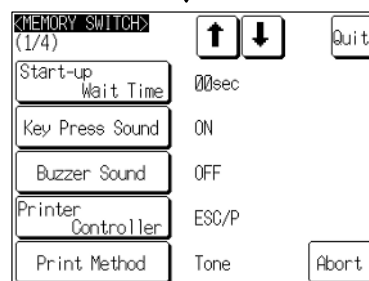 <MEMORY SWITCH>
(1/4)
Quit
Start-up
Wait Time
00sec
Key Press Sound
ON
Buzzer Sound
OFF
Printer
Controller
ESC/P
Print Method
Tone
Abort